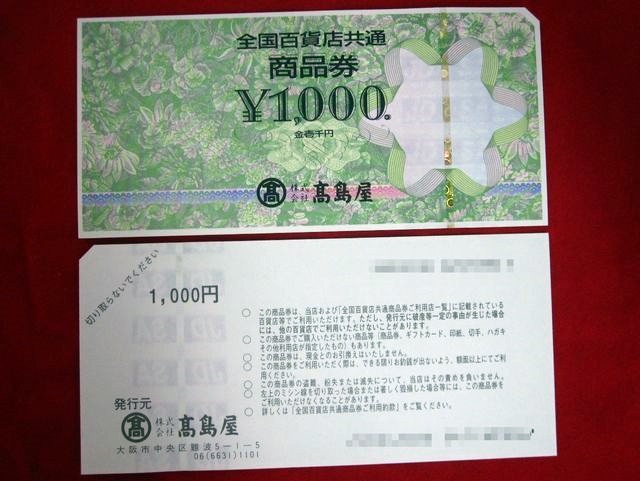 全国百貨店共通
商品券
¥1,000
金壱千円
髙 株式会社 髙島屋
切り取らないでください
1,000円
○ この商品券は、当店および「全国百貨店共通商品券ご利用店一覧」に記載されている
百貨店等でご利用いただけます。ただし、発行元に破産等一定の事由が生じた場合
には、他の百貨店でご利用いただけないことがあります。
○ この商品券でご購入いただけない商品等(商品券、ギフトカード、印紙、切手、ハガキ
その他利用店が指定したもの)もあります。
○ この商品券は、現金とのお引換えはいたしません。
○ この商品券をご利用いただく際は、できる限りお釣銭が出ないよう、額面以上にてご利
用ください。
○ この商品券の盗難、紛失または滅失について、当店はその責めを負いません。
○ 左上のミシン線を切り取った場合または著しく毀損した場合等には、この商品券を
ご利用いただけなくなることがあります。
○ 詳しくは「全国百貨店共通商品券ご利用約款」をご覧ください。
発行元
髙 株式会社 髙島屋
大阪市中央区難波5-1-5
06(6631)1101